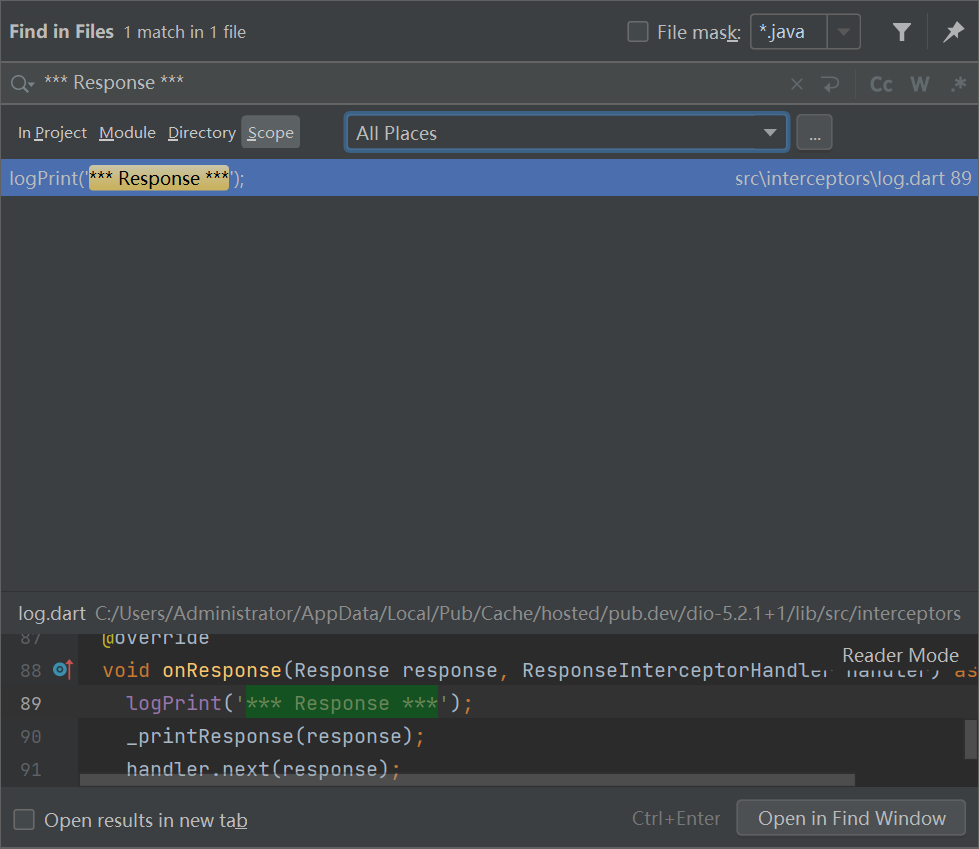 Find in Files 1 match in 1 file File mask: *.java
*** Response *** Cc W .*
In Project Module Directory Scope All Places ...
logPrint('*** Response ***'); src\interceptors\log.dart 89
log.dart C:/Users/Administrator/AppData/Local/Pub/Cache/hosted/pub.dev/dio-5.2.1+1/lib/src/interceptors
87 @override
Reader Mode
88 void onResponse(Response response, ResponseInterceptorHandler handler) as
89 logPrint('*** Response ***');
90 _printResponse(response);
91 handler.next(response);
Open results in new tab Ctrl+Enter Open in Find Window